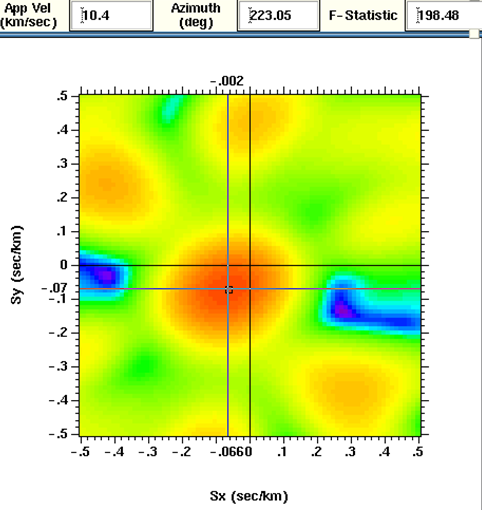 App Vel
(km/sec)
10.4
Azimuth
(deg)
223.05
F-Statistic
198.48
-.002
.5
.4
.3
.2
.1
0
-.07
-.1
-.2
-.3
-.4
-.5
Sy (sec/km)
-.5 -.4 -.3 -.2 -.0660 .1 .2 .3 .4 .5
Sx (sec/km)